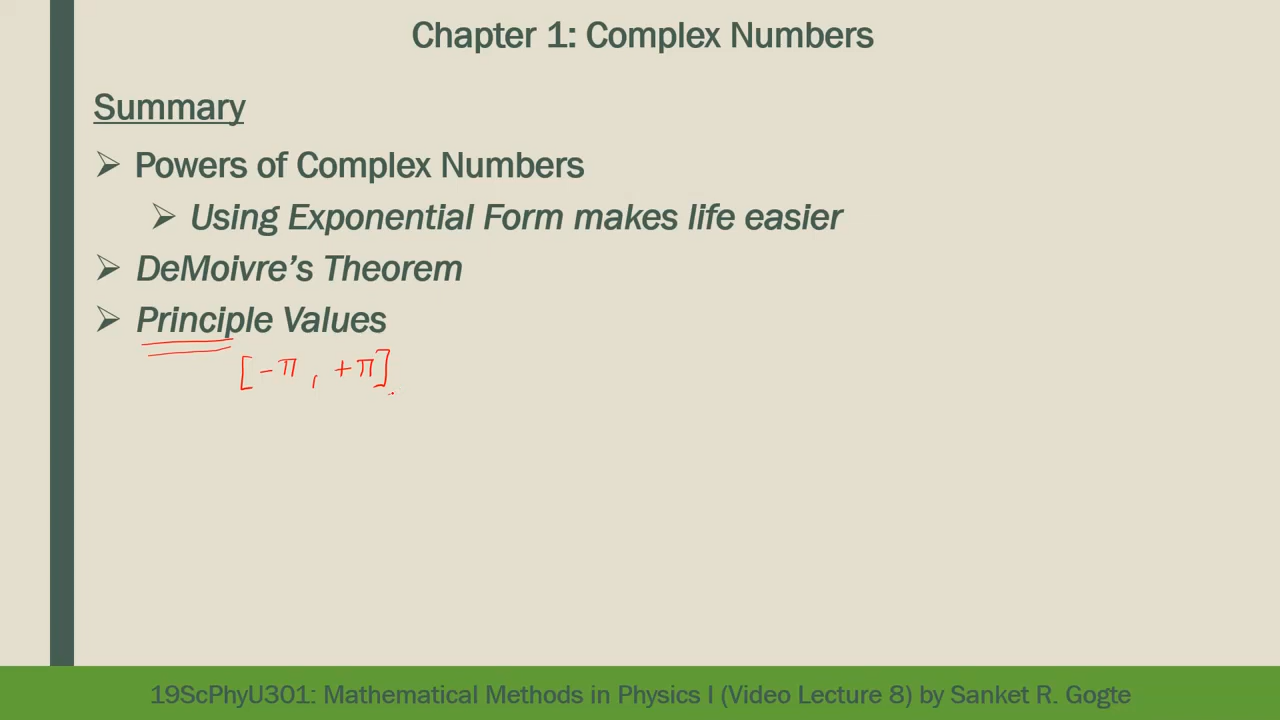 Chapter 1: Complex Numbers
Summary
➢ Powers of Complex Numbers
➢ Using Exponential Form makes life easier
➢ DeMoivre's Theorem
➢ Principle Values
[-π, +π]
19ScPhyU301: Mathematical Methods in Physics I (Video Lecture 8) by Sanket R. Gogte